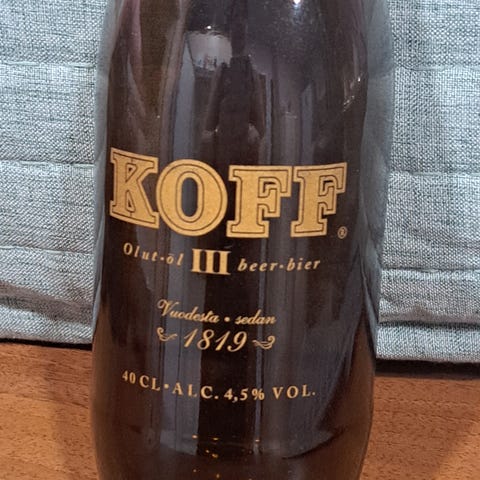 KOFF®
Olut·öl III beer·bier
Vuodesta • sedan
1819
40 CL • ALC. 4,5% VOL.